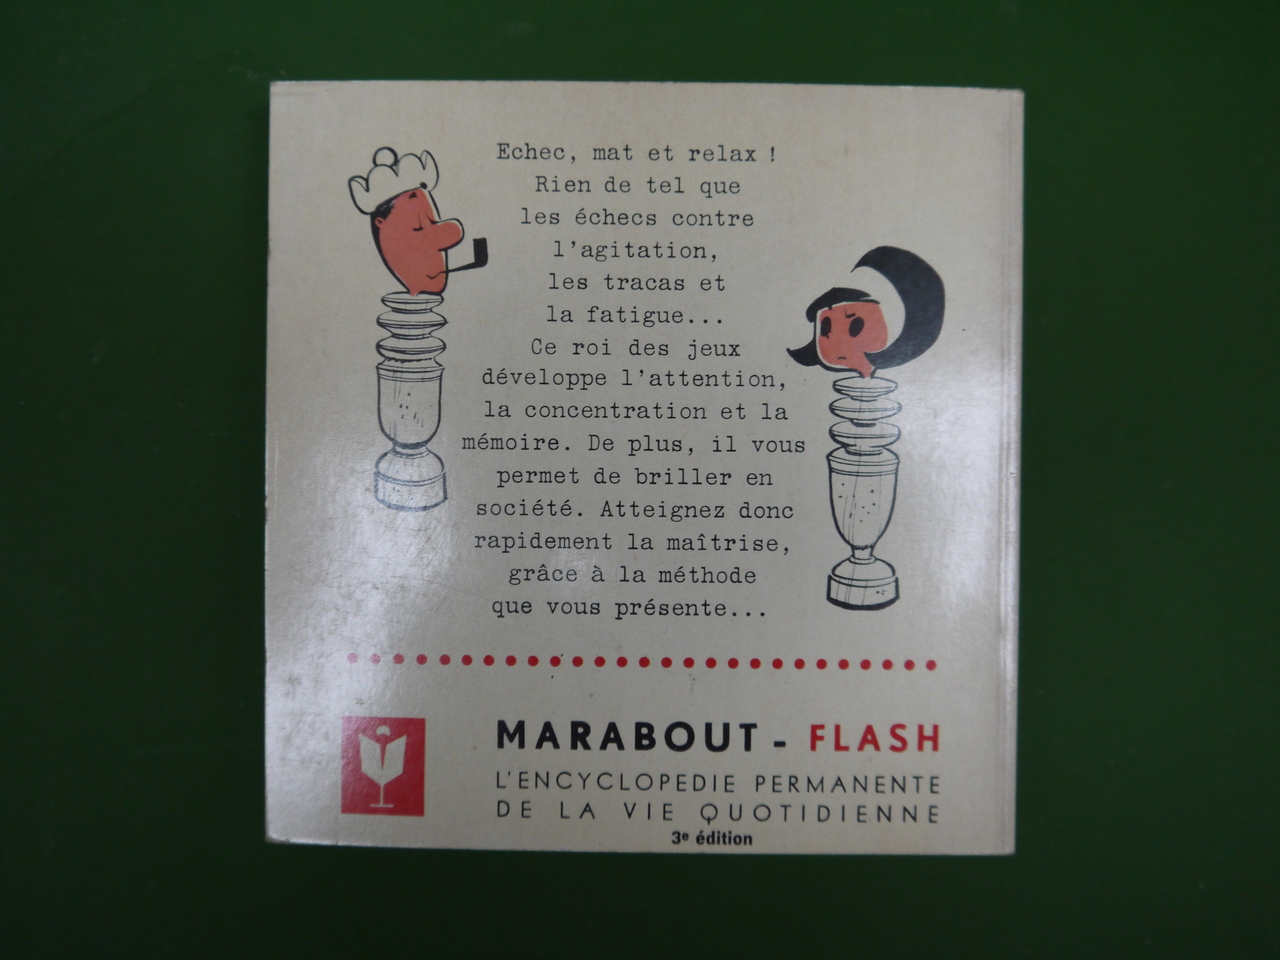 Echec, mat et relax !
Rien de tel que
les échecs contre
l'agitation,
les tracas et
la fatigue...
Ce roi des jeux
développe l'attention,
la concentration et la
mémoire. De plus, il vous
permet de briller en
société. Atteignez donc
rapidement la maîtrise,
grâce à la méthode
que vous présente...
MARABOUT - FLASH
L'ENCYCLOPEDIE PERMANENTE
DE LA VIE QUOTIDIENNE
3e édition